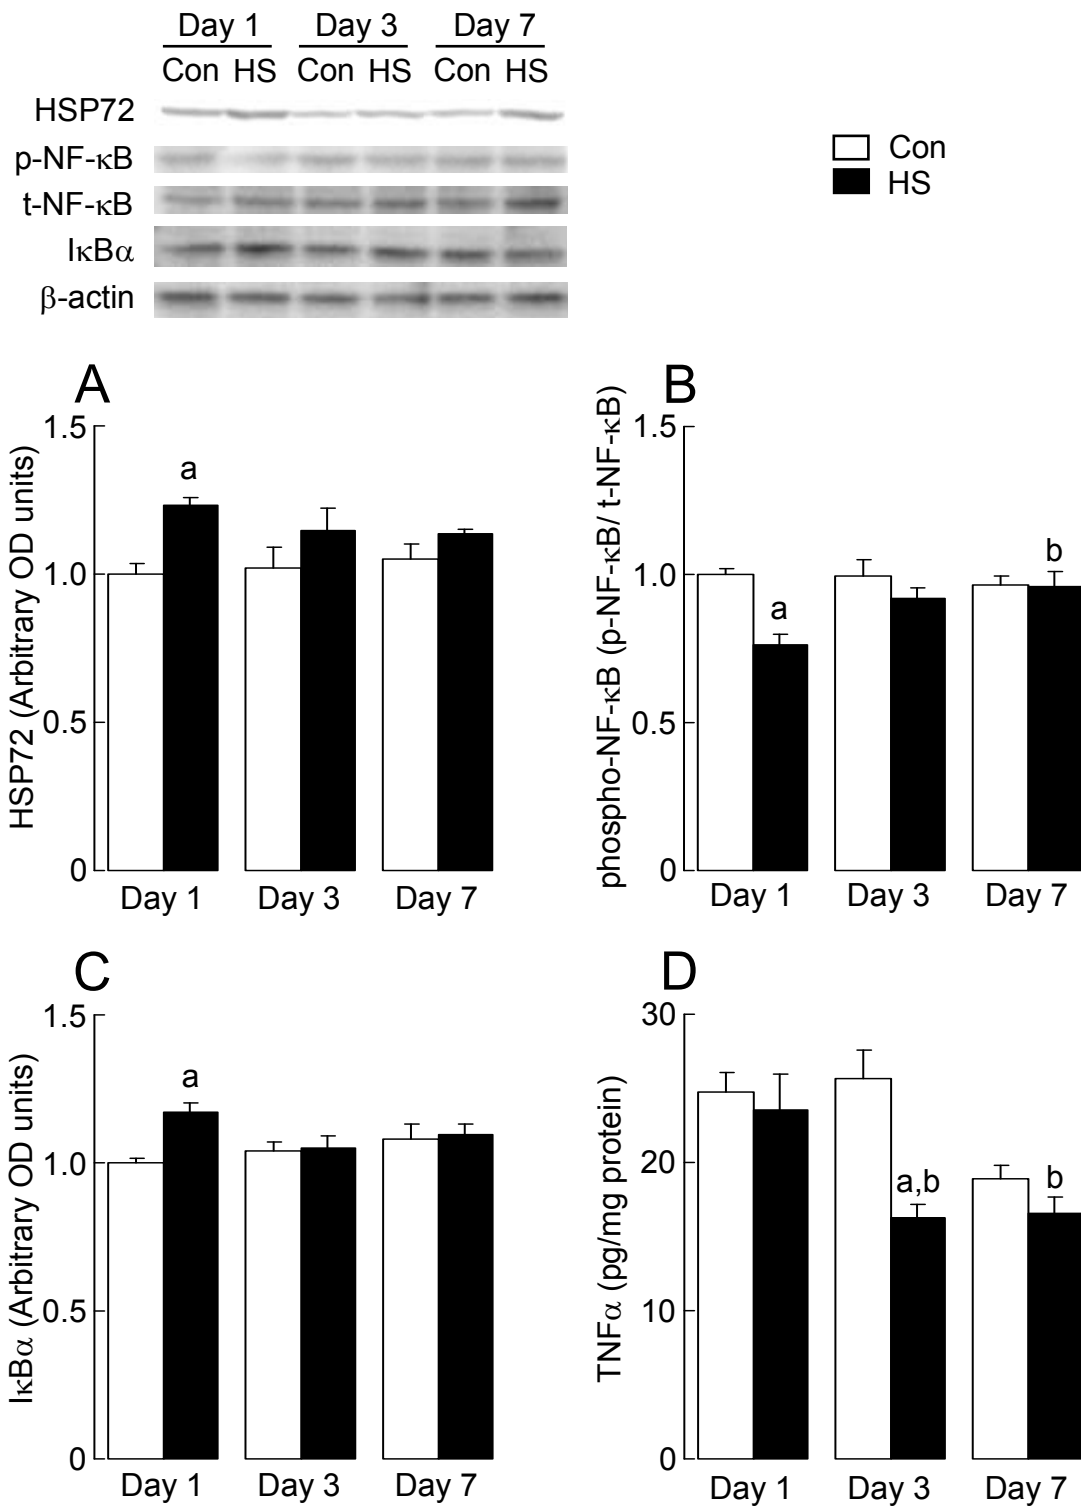 Day 1 Day 3 Day 7
Con HS Con HS Con HS
HSP72
p-NF-κB
t-NF-κB
IκBα
β-actin
Con
HS
A
HSP72 (Arbitrary OD units)
1.5
1.0
0.5
0
a
Day 1 Day 3 Day 7
B
phospho-NF-κB (p-NF-κB/ t-NF-κB)
1.5
1.0
0.5
0
a
b
Day 1 Day 3 Day 7
C
IκBα (Arbitrary OD units)
1.5
1.0
0.5
0
a
Day 1 Day 3 Day 7
D
TNFα (pg/mg protein)
30
20
10
0
a,b
b
Day 1 Day 3 Day 7